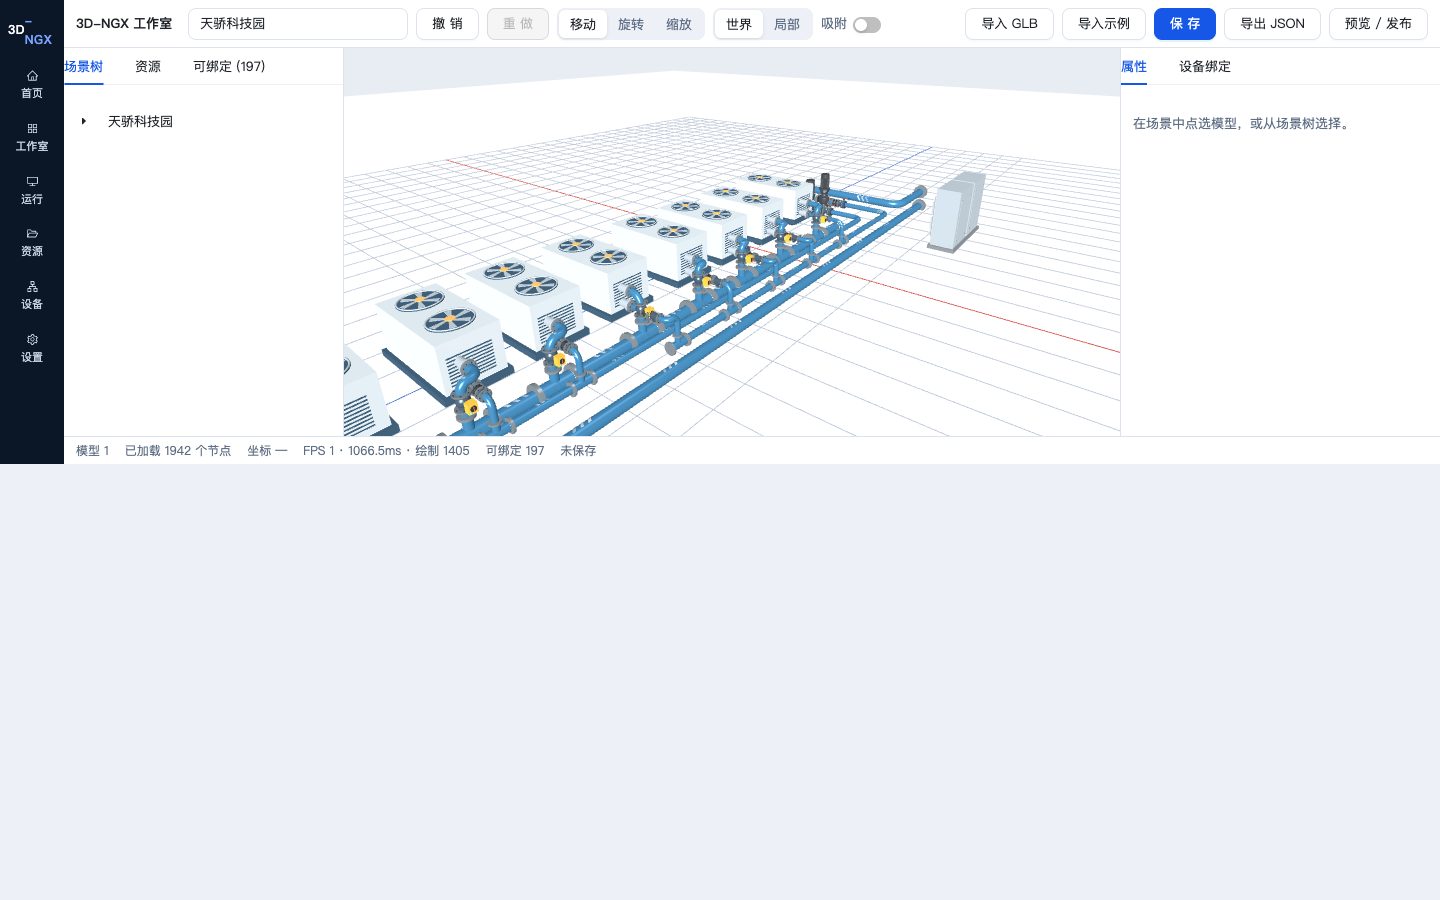 3D-
NGX
首页
工作室
运行
资源
设备
设置
3D-NGX 工作室
天骄科技园
撤 销
重 做
移动
旋转
缩放
世界
局部
吸附
导入 GLB
导入示例
保 存
导出 JSON
预览 / 发布
场景树
资源
可绑定 (197)
天骄科技园
属性
设备绑定
在场景中点选模型，或从场景树选择。
模型 1
已加载 1942 个节点
坐标 —
FPS 1 · 1066.5ms · 绘制 1405
可绑定 197
未保存